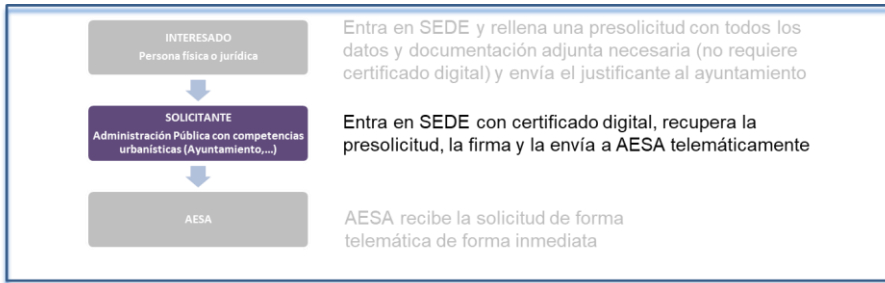 INTERESADO
Persona física o jurídica
Entra en SEDE y rellena una presolicitud con todos los
datos y documentación adjunta necesaria (no requiere
certificado digital) y envía el justificante al ayuntamiento
SOLICITANTE
Administración Pública con competencias
urbanísticas (Ayuntamiento,...)
Entra en SEDE con certificado digital, recupera la
presolicitud, la firma y la envía a AESA telemáticamente
AESA
AESA recibe la solicitud de forma
telemática de forma inmediata